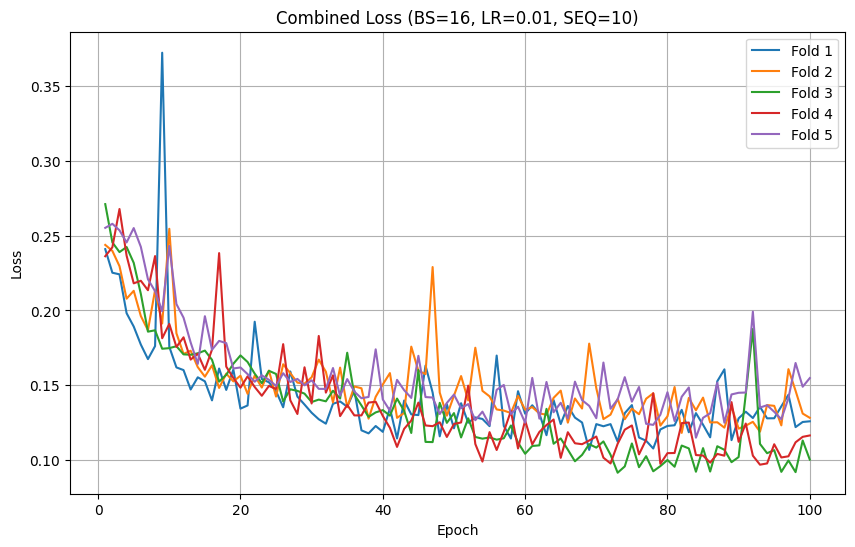 Combined Loss (BS=16, LR=0.01, SEQ=10)
Fold 1
Fold 2
Fold 3
Fold 4
Fold 5
Loss
0.35
0.30
0.25
0.20
0.15
0.10
0
20
40
60
80
100
Epoch